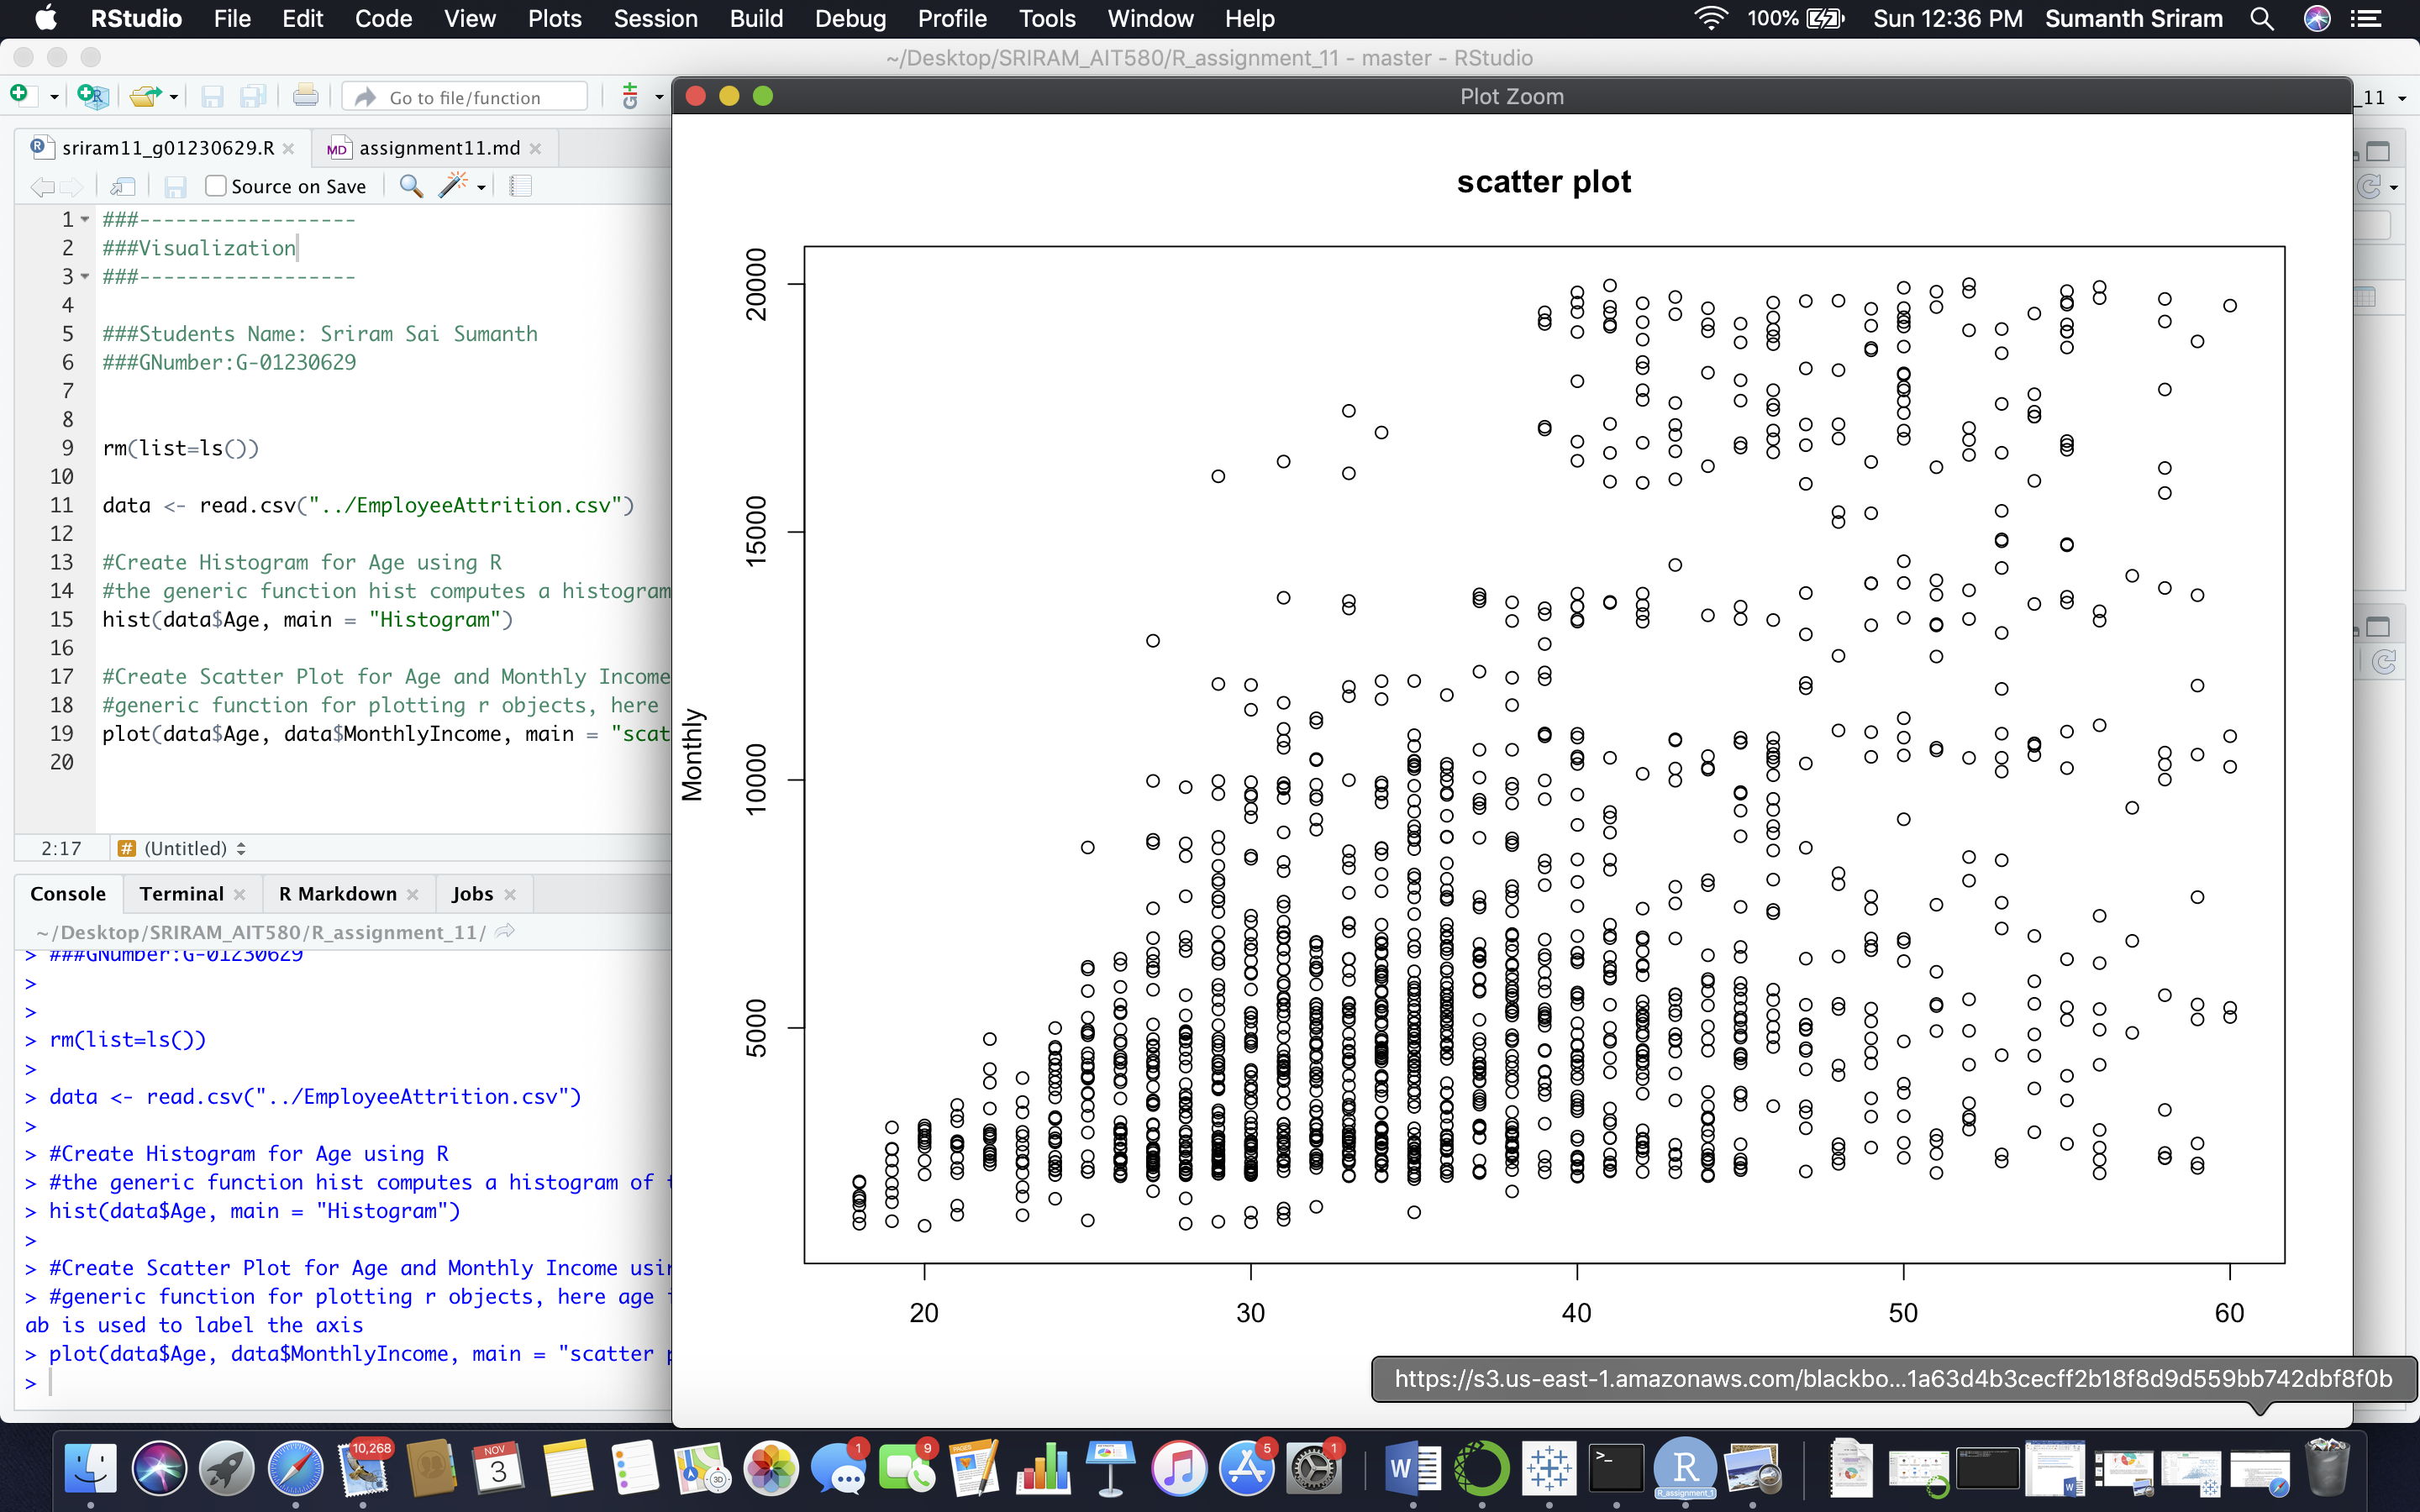 RStudio File Edit Code View Plots Session Build Debug Profile Tools Window Help 100% Sun 12:36 PM Sumanth Sriram
~/Desktop/SRIRAM_AIT580/R_assignment_11 - master - RStudio
Go to file/function
_11
Plot Zoom
sriram11_g01230629.R assignment11.md
Source on Save
1 ###------------------
2 ###Visualization
3 ###------------------
4
5 ###Students Name: Sriram Sai Sumanth
6 ###GNumber:G-01230629
7
8
9 rm(list=ls())
10
11 data <- read.csv("../EmployeeAttrition.csv")
12
13 #Create Histogram for Age using R
14 #the generic function hist computes a histogram
15 hist(data$Age, main = "Histogram")
16
17 #Create Scatter Plot for Age and Monthly Income
18 #generic function for plotting r objects, here
19 plot(data$Age, data$MonthlyIncome, main = "scat
20
2:17 # (Untitled)
Console Terminal R Markdown Jobs
~/Desktop/SRIRAM_AIT580/R_assignment_11/
> ###GNumber:G-01230629
>
>
> rm(list=ls())
>
> data <- read.csv("../EmployeeAttrition.csv")
>
> #Create Histogram for Age using R
> #the generic function hist computes a histogram of
> hist(data$Age, main = "Histogram")
>
> #Create Scatter Plot for Age and Monthly Income usin
> #generic function for plotting r objects, here age
ab is used to label the axis
> plot(data$Age, data$MonthlyIncome, main = "scatter p
>
scatter plot
Monthly
20000
15000
10000
5000
20 30 40 50 60
https://s3.us-east-1.amazonaws.com/blackbo...1a63d4b3cecff2b18f8d9d559bb742dbf8f0b
10,268
NOV
3
3D
1
9
PAGES
5
1
W
>_
R
R_assignment_1
W